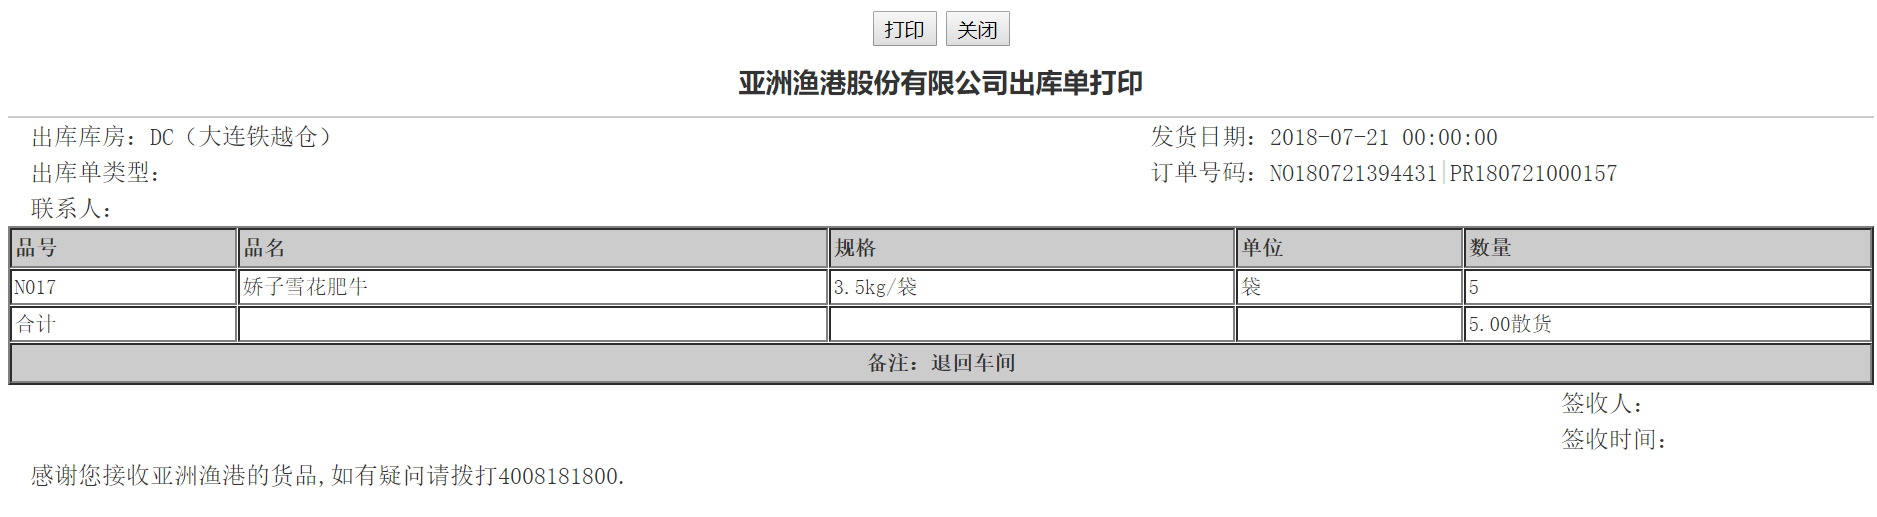 打印 关闭
亚洲渔港股份有限公司出库单打印
出库库房：DC（大连铁越仓） 发货日期：2018-07-21 00:00:00
出库单类型： 订单号码：NO180721394431|PR180721000157
联系人：
品号 品名 规格 单位 数量
N017 娇子雪花肥牛 3.5kg/袋 袋 5
合计 5.00散货
备注：退回车间
签收人：
签收时间：
感谢您接收亚洲渔港的货品,如有疑问请拨打4008181800.